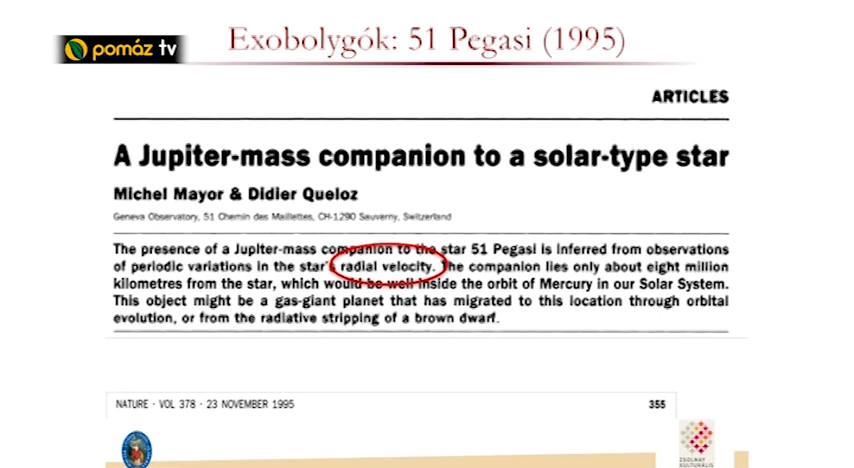 pomáz tv
Exobolygók: 51 Pegasi (1995)
ARTICLES
A Jupiter-mass companion to a solar-type star
Michel Mayor & Didier Queloz
Geneva Observatory, 51 Chemin des Maillettes, CH-1290 Sauverny, Switzerland
The presence of a Jupiter-mass companion to the star 51 Pegasi is inferred from observations
of periodic variations in the star's radial velocity. The companion lies only about eight million
kilometres from the star, which would be well inside the orbit of Mercury in our Solar System.
This object might be a gas-giant planet that has migrated to this location through orbital
evolution, or from the radiative stripping of a brown dwarf.
NATURE · VOL 378 · 23 NOVEMBER 1995 355
ZSOLNAY
KULTURÁLIS